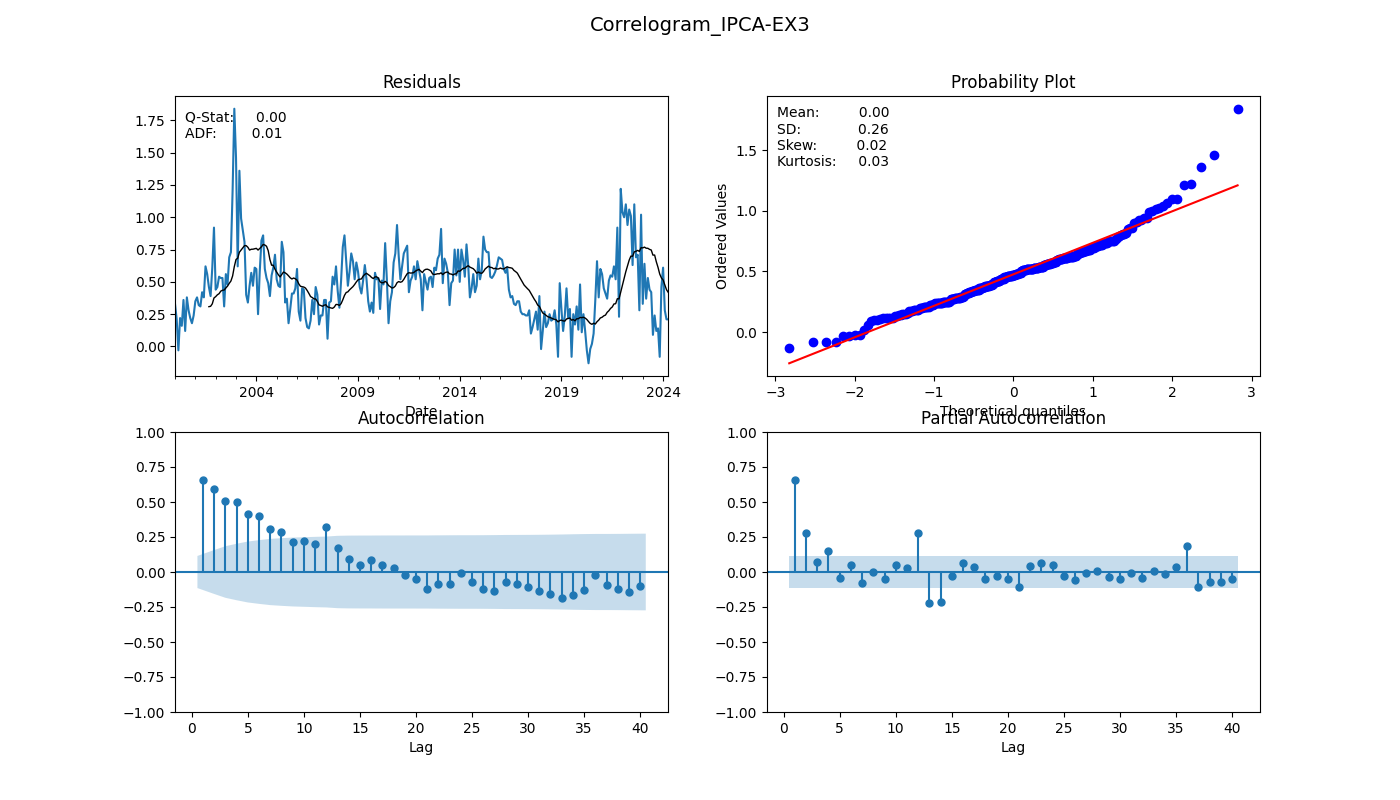 Correlogram_IPCA-EX3
Residuals
Q-Stat: 0.00
ADF: 0.01
1.75
1.50
1.25
1.00
0.75
0.50
0.25
0.00
2004 2009 2014 2019 2024
Date
Probability Plot
Mean: 0.00
SD: 0.26
Skew: 0.02
Kurtosis: 0.03
Ordered Values
1.5
1.0
0.5
0.0
−3 −2 −1 0 1 2 3
Theoretical quantiles
Autocorrelation
1.00
0.75
0.50
0.25
0.00
−0.25
−0.50
−0.75
−1.00
0 5 10 15 20 25 30 35 40
Lag
Partial Autocorrelation
1.00
0.75
0.50
0.25
0.00
−0.25
−0.50
−0.75
−1.00
0 5 10 15 20 25 30 35 40
Lag